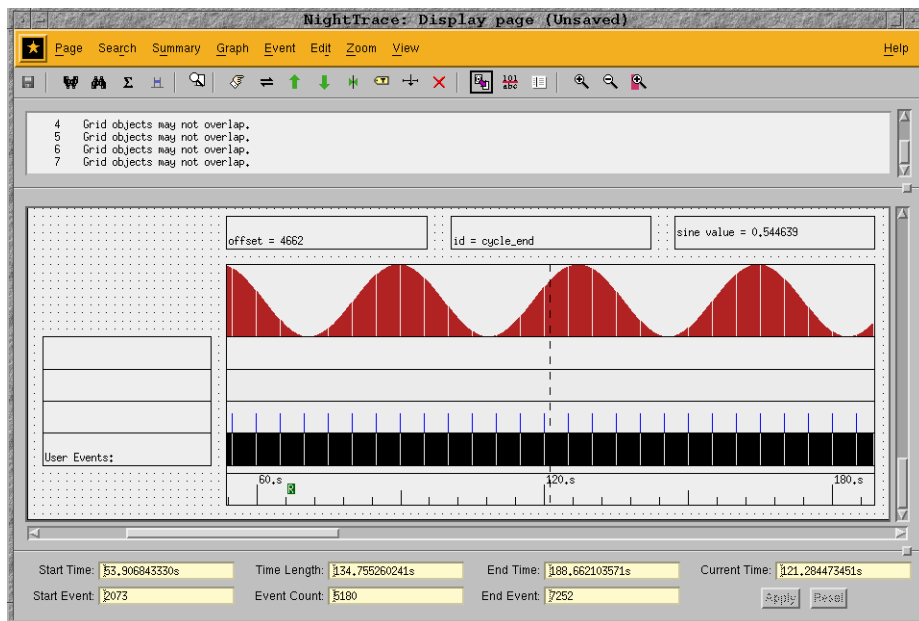 NightTrace: Display page (Unsaved)
Page Search Summary Graph Event Edit Zoom View Help
Σ 101 abc
4 Grid objects may not overlap.
5 Grid objects may not overlap.
6 Grid objects may not overlap.
7 Grid objects may not overlap.
offset = 4662 id = cycle_end sine value = 0.544639
User Events:
60.s 120.s 180.s
R
Start Time: 53.906843330s Time Length: 134.755260241s End Time: 188.662103571s Current Time: 121.284473451s
Start Event: 2073 Event Count: 5180 End Event: 7252 Apply Reset